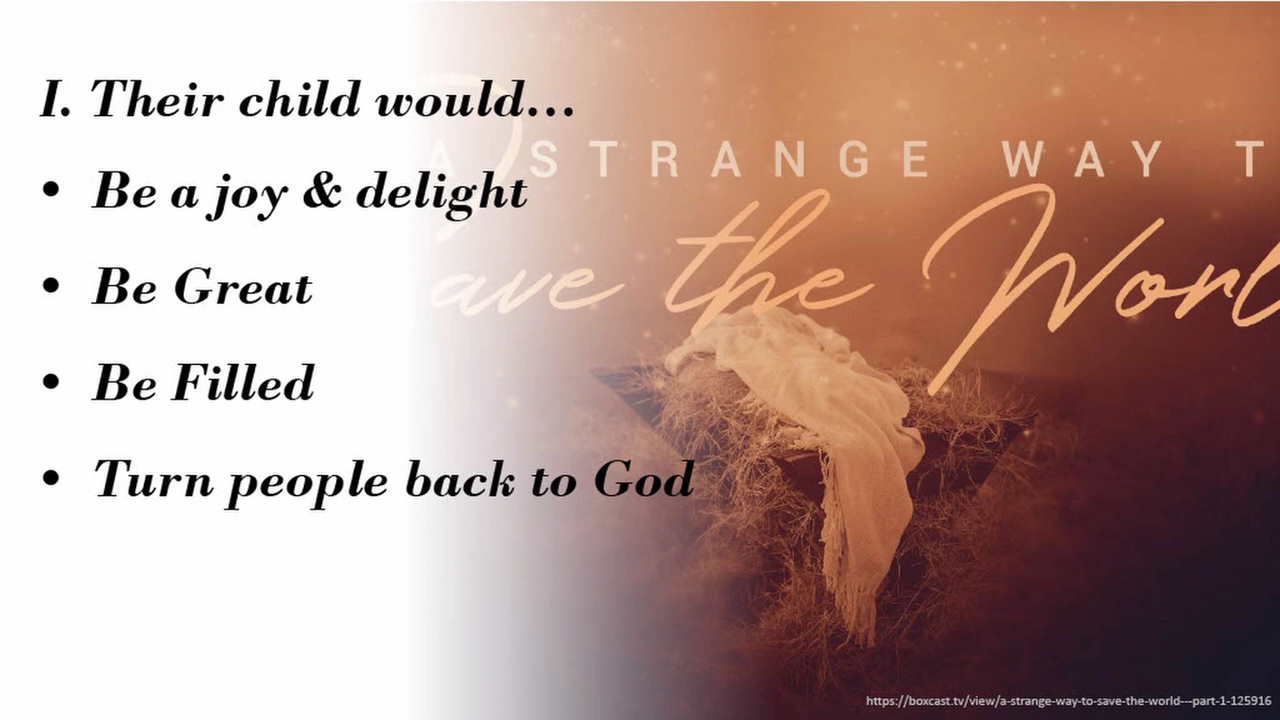 I. Their child would...
• Be a joy & delight
• Be Great
• Be Filled
• Turn people back to God
A STRANGE WAY T
ave the Worl
https://boxcast.tv/view/a-strange-way-to-save-the-world---part-1-125916